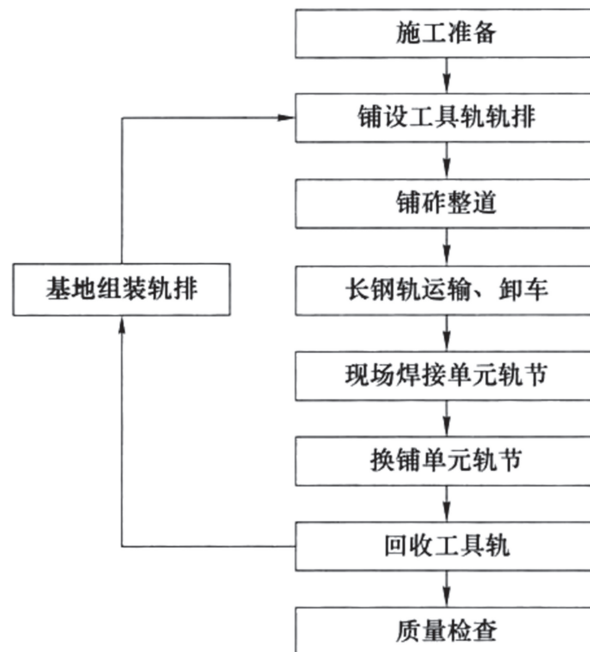 施工准备
铺设工具轨轨排
铺砟整道
基地组装轨排
长钢轨运输、卸车
现场焊接单元轨节
换铺单元轨节
回收工具轨
质量检查